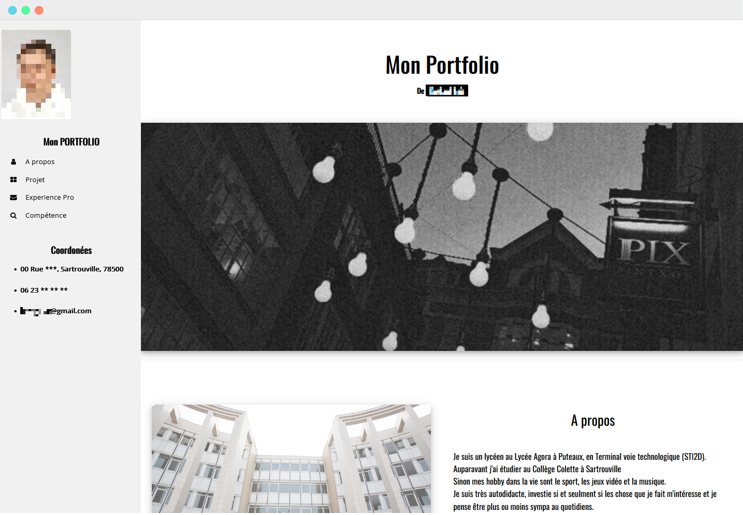 Mon Portfolio
De
Mon PORTFOLIO
A propos
Projet
Experience Pro
Compétence
Coordonées
00 Rue ***, Sartrouville, 78500
06 23 ** ** **
@gmail.com
PIX
A propos
Je suis un lycéen au Lycée Agora à Puteaux, en Terminal voie technologique (STI2D).
Auparavant j'ai étudier au Collège Colette à Sartrouville
Sinon mes hobby dans la vie sont le sport, les jeux vidéo et la musique.
Je suis très autodidacte, investie si et seulment si les chose que je fait m'intéresse et je
pense être plus ou moins sympa au quotidiens.